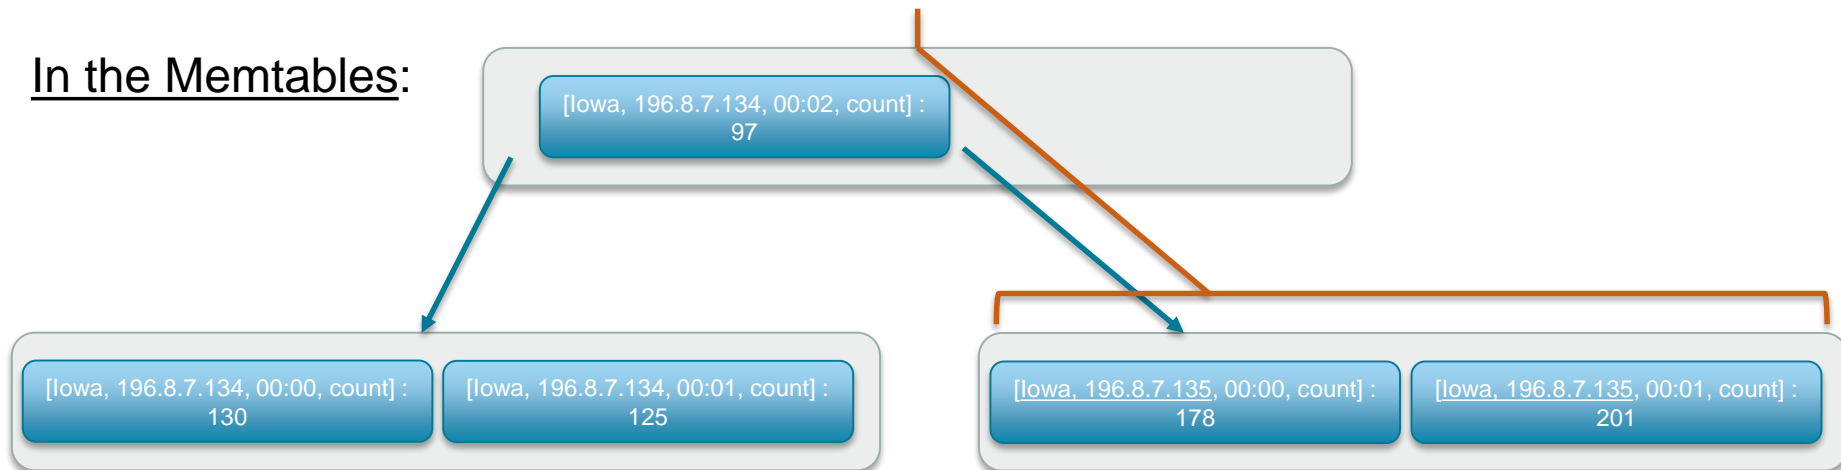 In the Memtables:
[Iowa, 196.8.7.134, 00:02, count] :
97
[Iowa, 196.8.7.134, 00:00, count] :
130
[Iowa, 196.8.7.134, 00:01, count] :
125
[Iowa, 196.8.7.135, 00:00, count] :
178
[Iowa, 196.8.7.135, 00:01, count] :
201